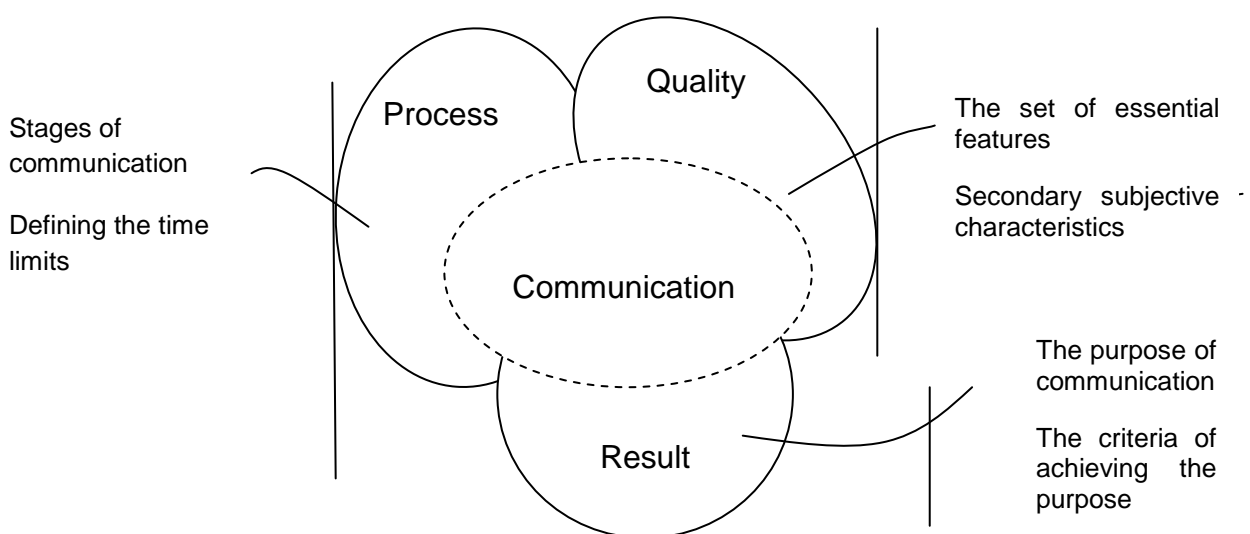 Process
Quality
Communication
Result
Stages of
communication
Defining the time
limits
The set of essential
features
Secondary subjective -
characteristics
The purpose of
communication
The criteria of
achieving the
purpose